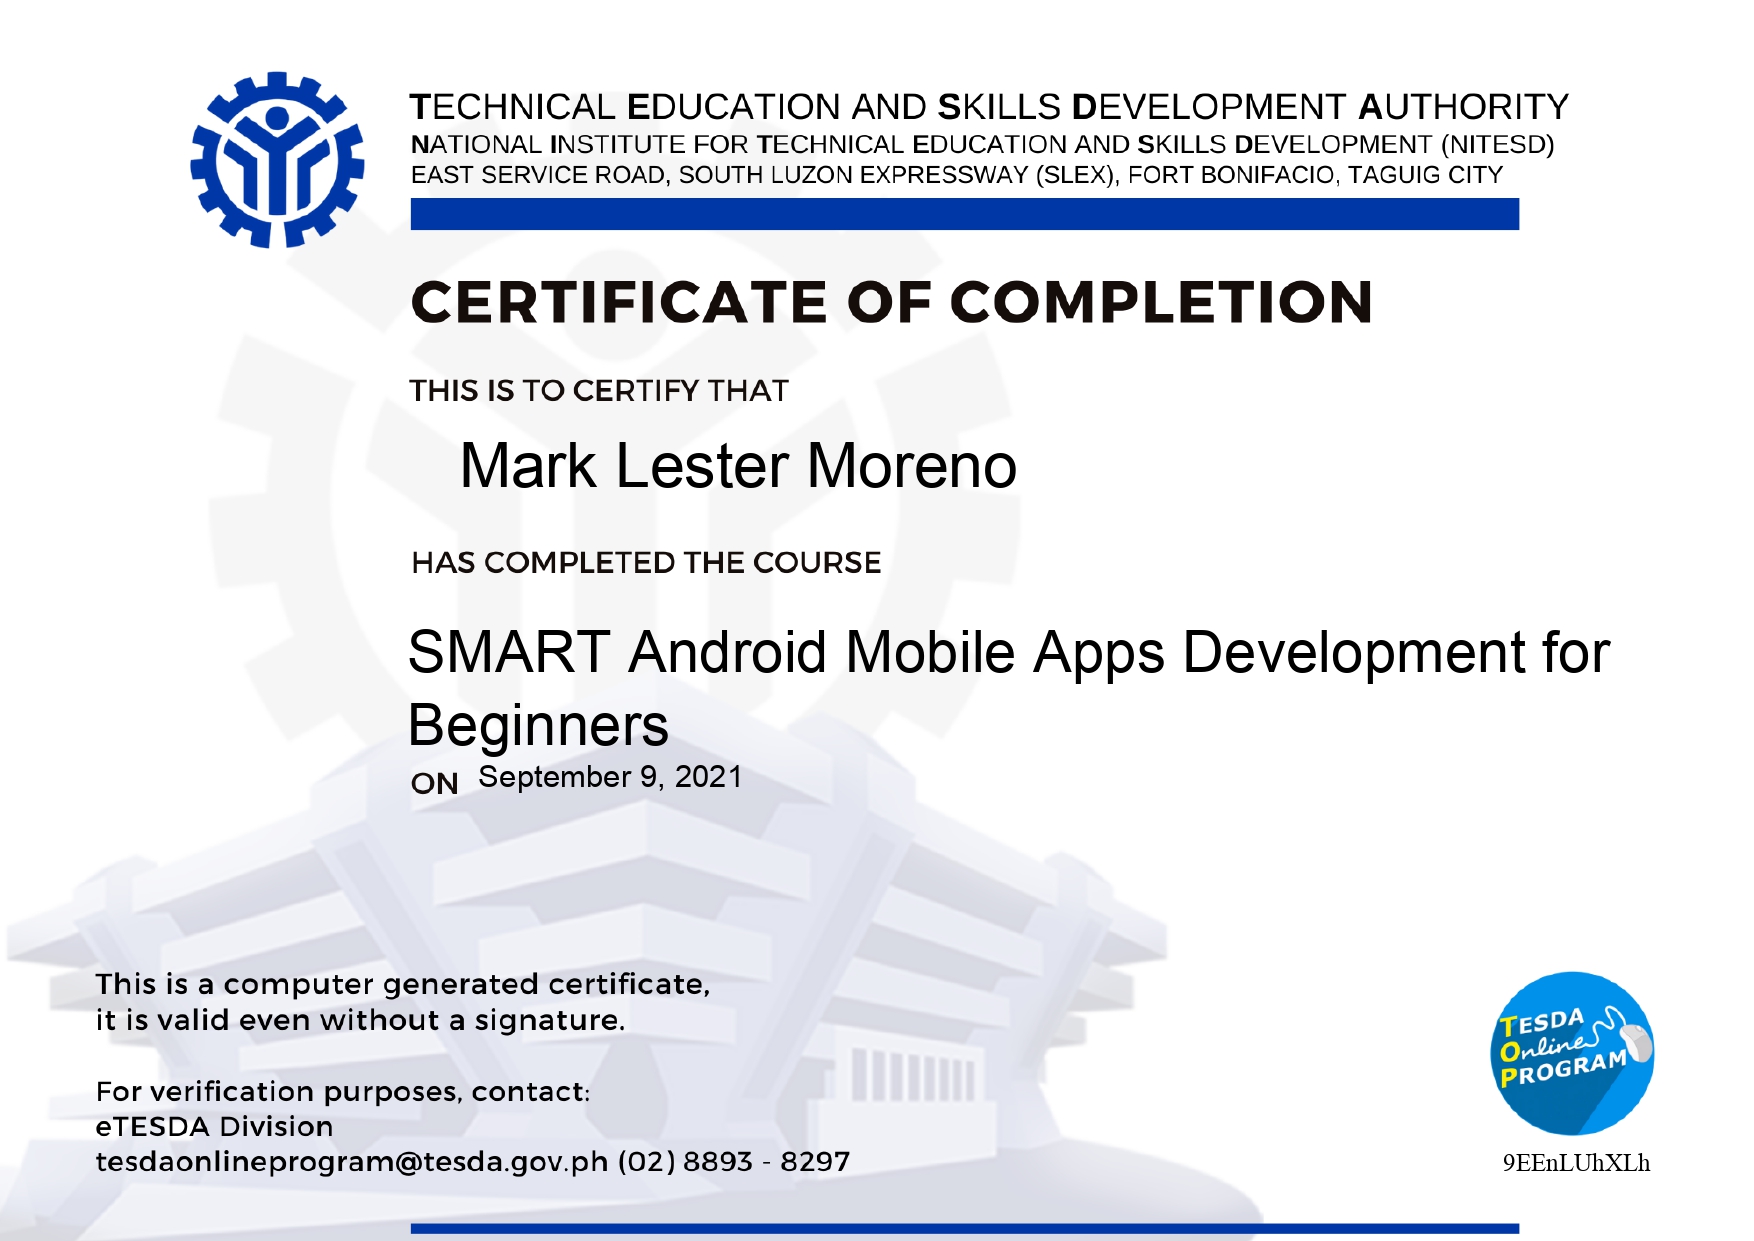 TECHNICAL EDUCATION AND SKILLS DEVELOPMENT AUTHORITY
NATIONAL INSTITUTE FOR TECHNICAL EDUCATION AND SKILLS DEVELOPMENT (NITESD)
EAST SERVICE ROAD, SOUTH LUZON EXPRESSWAY (SLEX), FORT BONIFACIO, TAGUIG CITY
CERTIFICATE OF COMPLETION
THIS IS TO CERTIFY THAT
Mark Lester Moreno
HAS COMPLETED THE COURSE
SMART Android Mobile Apps Development for
Beginners
ON September 9, 2021
This is a computer generated certificate,
it is valid even without a signature.
For verification purposes, contact:
eTESDA Division
tesdaonlineprogram@tesda.gov.ph (02) 8893 - 8297
TESDA
Online
PROGRAM
9EEnLUhXLh